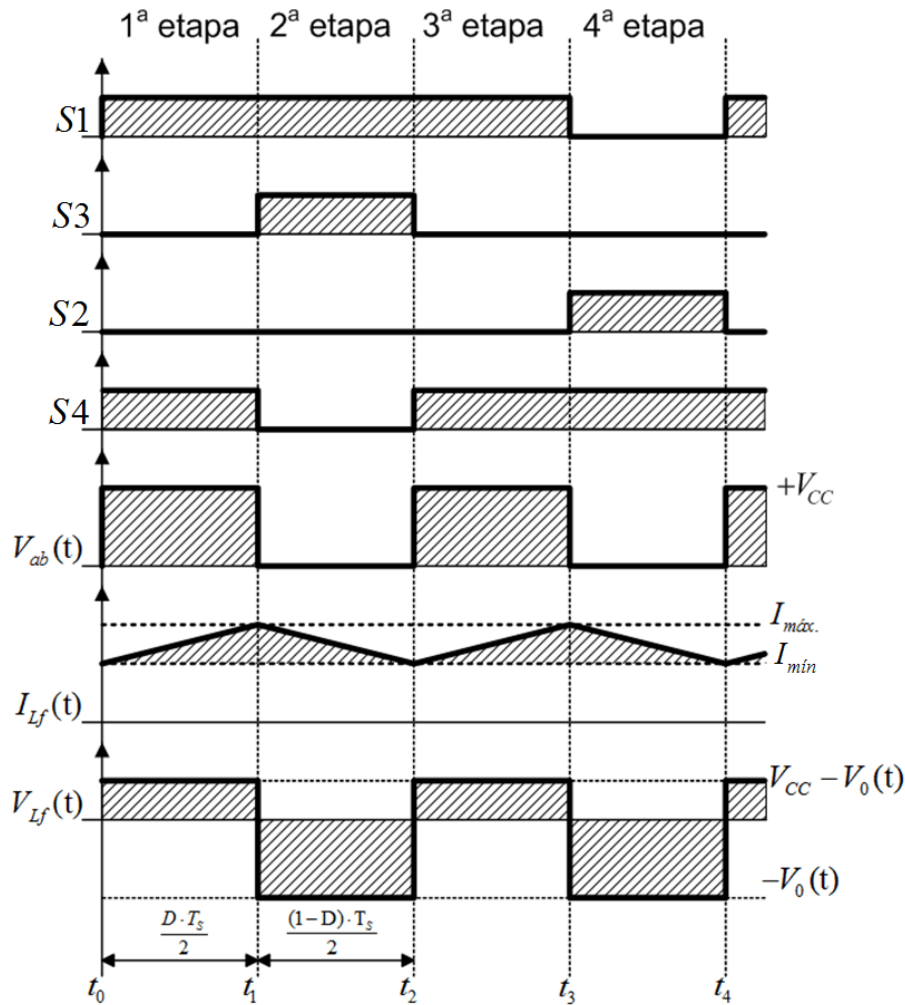 1ª etapa 2ª etapa 3ª etapa 4ª etapa
S1
S3
S2
S4
+V_CC
V_ab(t)
I_máx.
I_mín
I_Lf(t)
V_CC − V_0(t)
V_Lf(t)
−V_0(t)
D·T_S/2 (1−D)·T_S/2
t_0 t_1 t_2 t_3 t_4